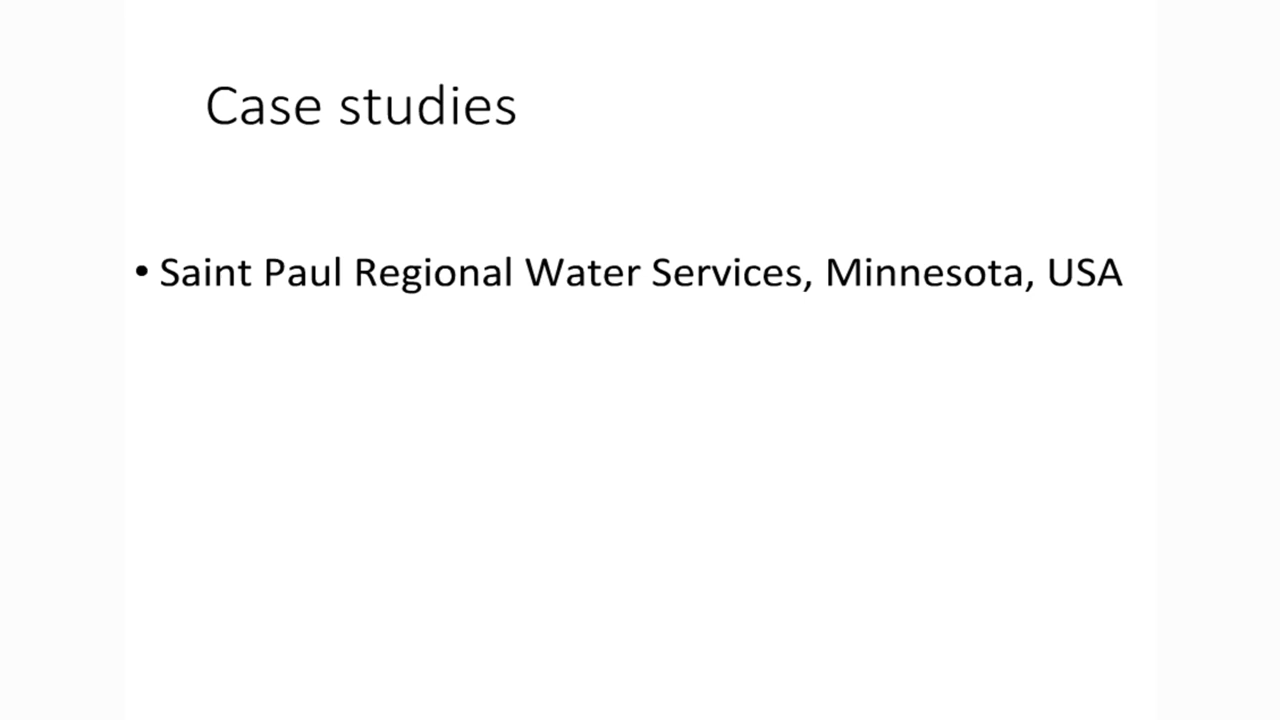 Case studies
• Saint Paul Regional Water Services, Minnesota, USA